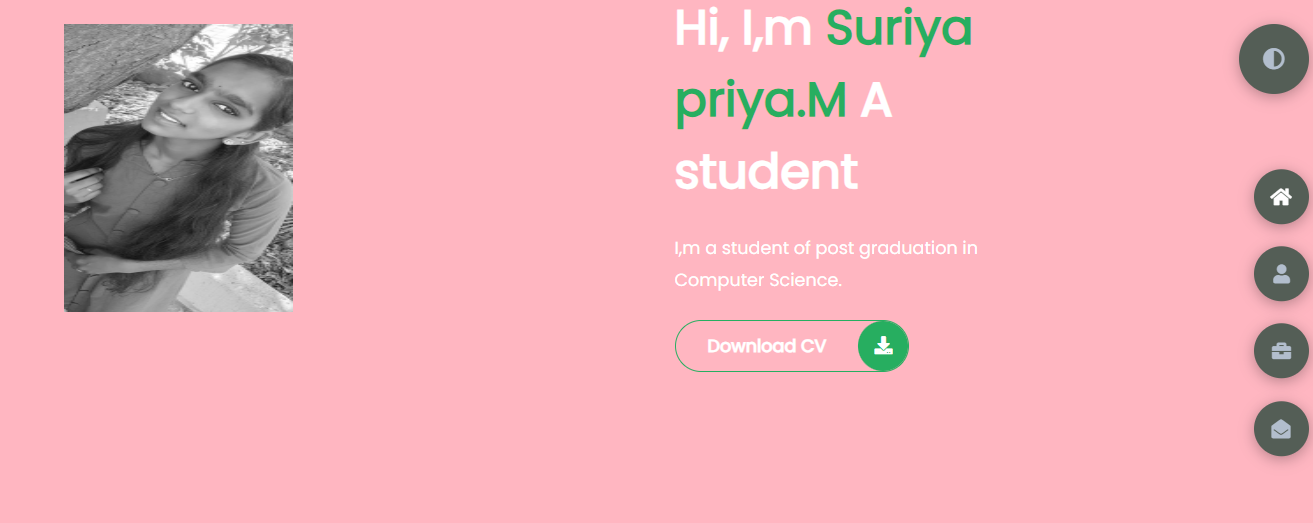 Hi, I,m Suriya
priya.M A
student
I,m a student of post graduation in
Computer Science.
Download CV